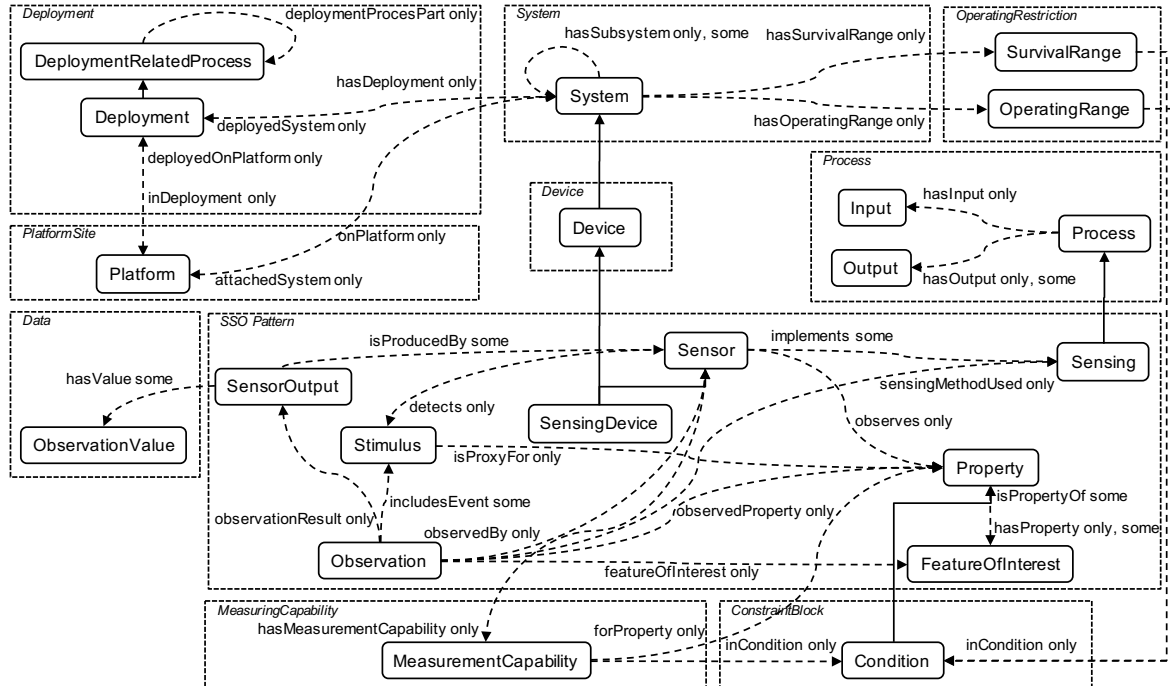 Deployment
deploymentProcesPart only
DeploymentRelatedProcess
hasDeployment only
Deployment
deployedSystem only
deployedOnPlatform only
inDeployment only
System
hasSubsystem only, some
hasSurvivalRange only
System
hasOperatingRange only
OperatingRestriction
SurvivalRange
OperatingRange
Process
hasInput only
Input
Process
Output
hasOutput only, some
Device
Device
PlatformSite
onPlatform only
Platform
attachedSystem only
Data
hasValue some
ObservationValue
SSO Pattern
isProducedBy some
Sensor
implements some
Sensing
SensorOutput
sensingMethodUsed only
detects only
SensingDevice
observes only
Stimulus
isProxyFor only
Property
includesEvent some
isPropertyOf some
observationResult only
observedBy only
observedProperty only
hasProperty only, some
Observation
featureOfInterest only
FeatureOfInterest
MeasuringCapability
hasMeasurementCapability only
forProperty only
MeasurementCapability
ConstraintBlock
inCondition only
Condition
inCondition only